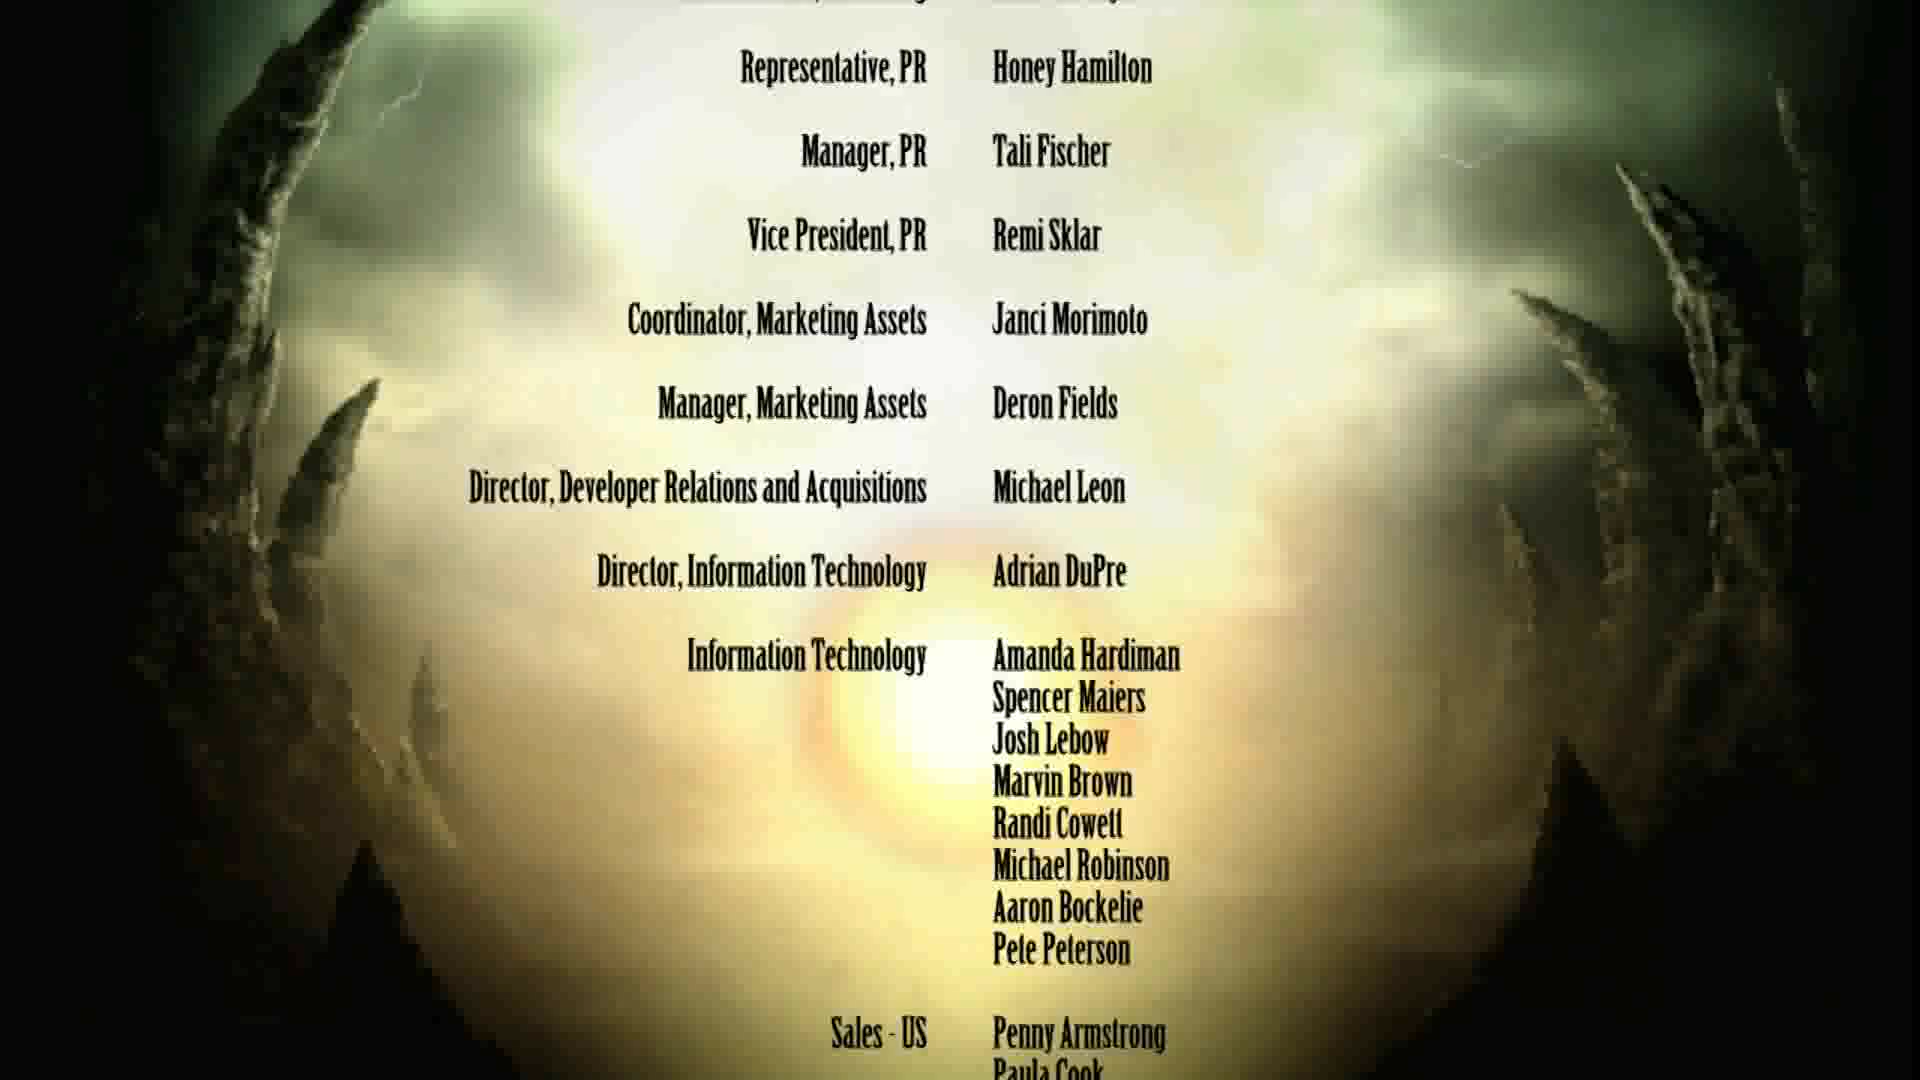 Representative, PR Honey Hamilton
Manager, PR Tali Fischer
Vice President, PR Remi Sklar
Coordinator, Marketing Assets Janci Morimoto
Manager, Marketing Assets Deron Fields
Director, Developer Relations and Acquisitions Michael Leon
Director, Information Technology Adrian DuPre
Information Technology Amanda Hardiman
Spencer Maiers
Josh Lebow
Marvin Brown
Randi Cowett
Michael Robinson
Aaron Bockelie
Pete Peterson
Sales - US Penny Armstrong
Paula Cook